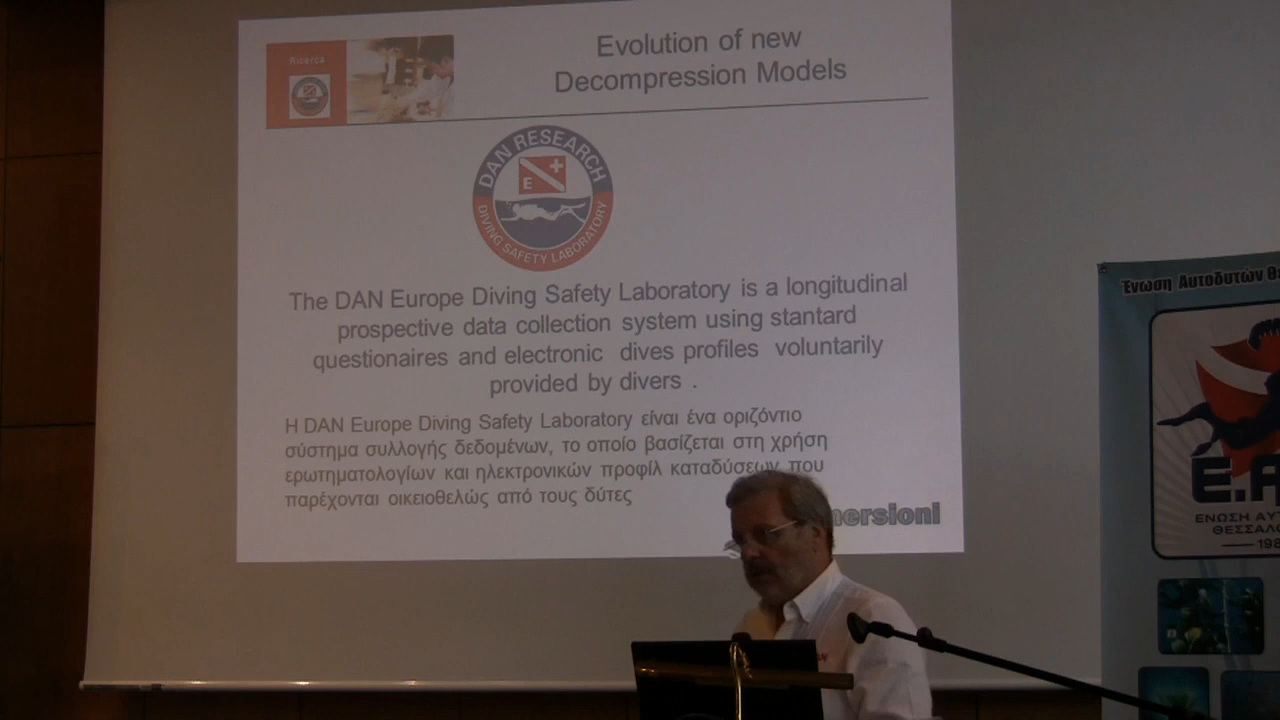 Ricerca
Evolution of new
Decompression Models
DAN RESEARCH
E
DIVING SAFETY LABORATORY
The DAN Europe Diving Safety Laboratory is a longitudinal
prospective data collection system using stantard
questionaires and electronic dives profiles voluntarily
provided by divers .
Η DAN Europe Diving Safety Laboratory είναι ένα οριζόντιο
σύστημα συλλογής δεδομένων, το οποίο βασίζεται στη χρήση
ερωτηματολογίων και ηλεκτρονικών προφίλ καταδύσεων που
παρέχονται οικειοθελώς από τους δύτες
mersioni
Ένωση Αυτοδυτών
Ε.Α
ΕΝΩΣΗ ΑΥ
ΘΕΣΣΑΛΟ
198